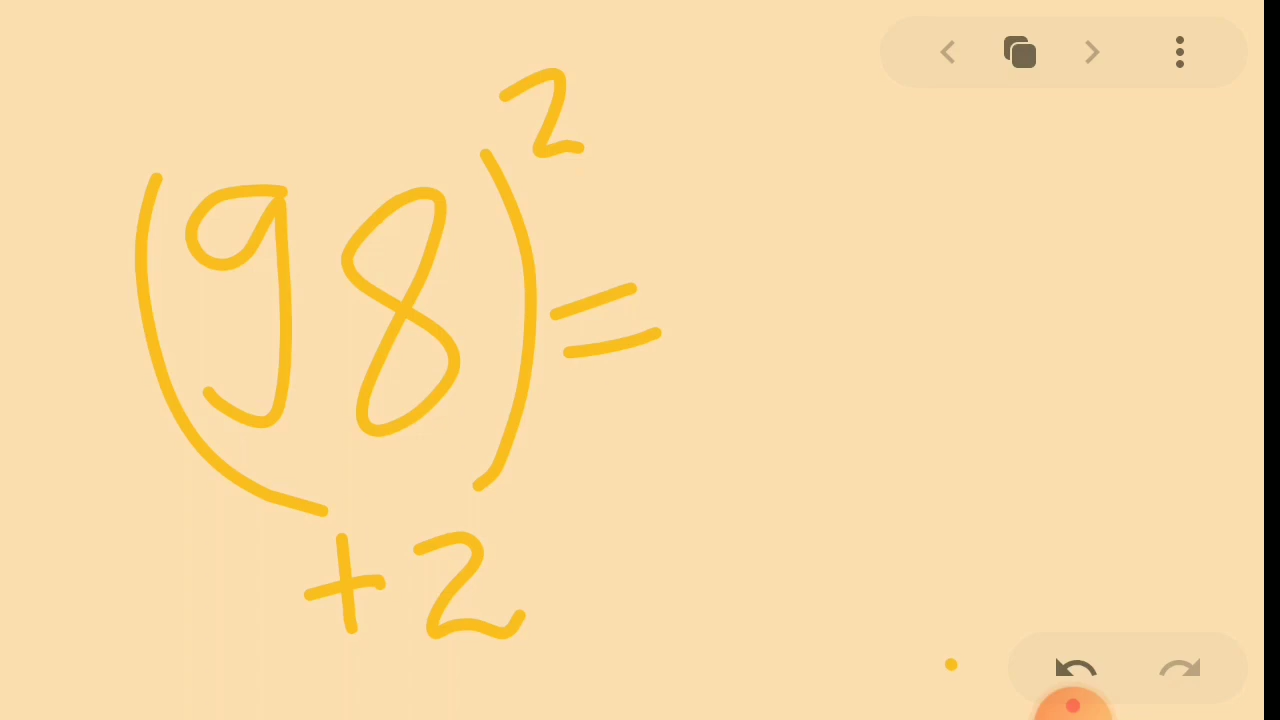 (98)² =
+2